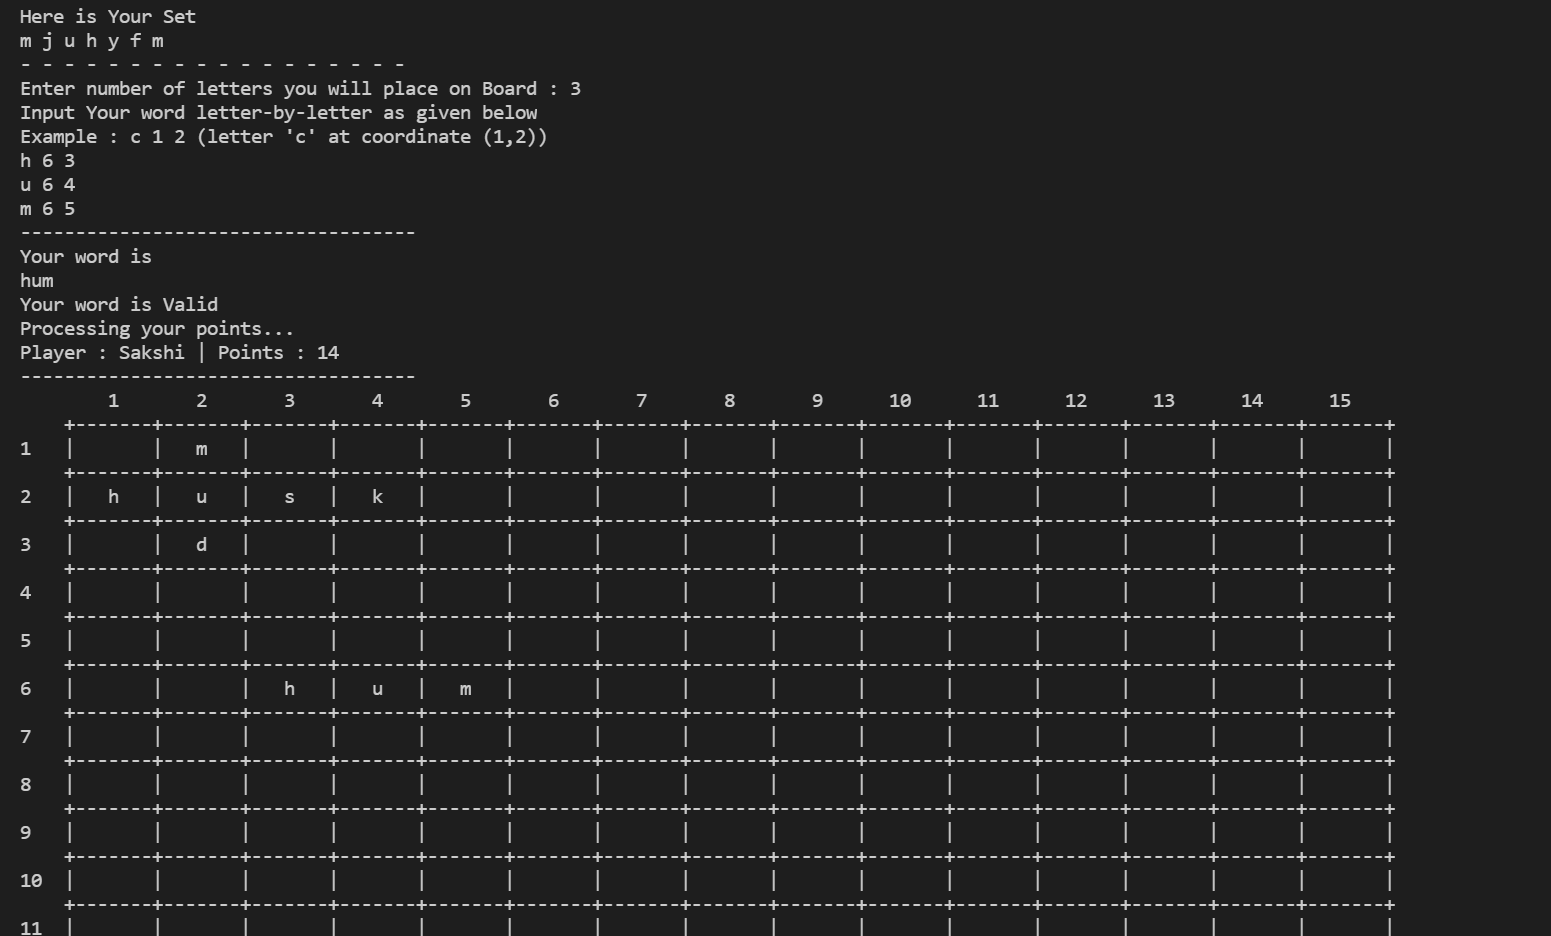 Here is Your Set
m j u h y f m
- - - - - - - - - - - - - - - - - -
Enter number of letters you will place on Board : 3
Input Your word letter-by-letter as given below
Example : c 1 2 (letter 'c' at coordinate (1,2))
h 6 3
u 6 4
m 6 5
------------------------------------
Your word is
hum
Your word is Valid
Processing your points...
Player : Sakshi | Points : 14
------------------------------------
1 2 3 4 5 6 7 8 9 10 11 12 13 14 15
+-------+-------+-------+-------+-------+-------+-------+-------+-------+-------+-------+-------+-------+-------+-------+
1 | | m | | | | | | | | | | | | | |
+-------+-------+-------+-------+-------+-------+-------+-------+-------+-------+-------+-------+-------+-------+-------+
2 | h | u | s | k | | | | | | | | | | | |
+-------+-------+-------+-------+-------+-------+-------+-------+-------+-------+-------+-------+-------+-------+-------+
3 | | d | | | | | | | | | | | | | |
+-------+-------+-------+-------+-------+-------+-------+-------+-------+-------+-------+-------+-------+-------+-------+
4 | | | | | | | | | | | | | | | |
+-------+-------+-------+-------+-------+-------+-------+-------+-------+-------+-------+-------+-------+-------+-------+
5 | | | | | | | | | | | | | | | |
+-------+-------+-------+-------+-------+-------+-------+-------+-------+-------+-------+-------+-------+-------+-------+
6 | | | h | u | m | | | | | | | | | | |
+-------+-------+-------+-------+-------+-------+-------+-------+-------+-------+-------+-------+-------+-------+-------+
7 | | | | | | | | | | | | | | | |
+-------+-------+-------+-------+-------+-------+-------+-------+-------+-------+-------+-------+-------+-------+-------+
8 | | | | | | | | | | | | | | | |
+-------+-------+-------+-------+-------+-------+-------+-------+-------+-------+-------+-------+-------+-------+-------+
9 | | | | | | | | | | | | | | | |
+-------+-------+-------+-------+-------+-------+-------+-------+-------+-------+-------+-------+-------+-------+-------+
10 | | | | | | | | | | | | | | | |
+-------+-------+-------+-------+-------+-------+-------+-------+-------+-------+-------+-------+-------+-------+-------+
11 | | | | | | | | | | | | | | | |